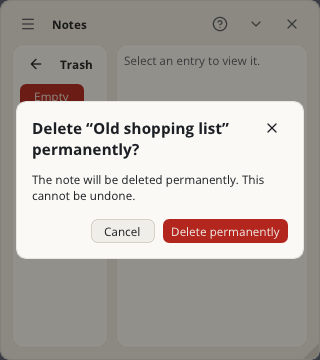 Notes
Trash
Select an entry to view it.
Empty
Delete “Old shopping list”
permanently?
The note will be deleted permanently. This
cannot be undone.
Cancel
Delete permanently